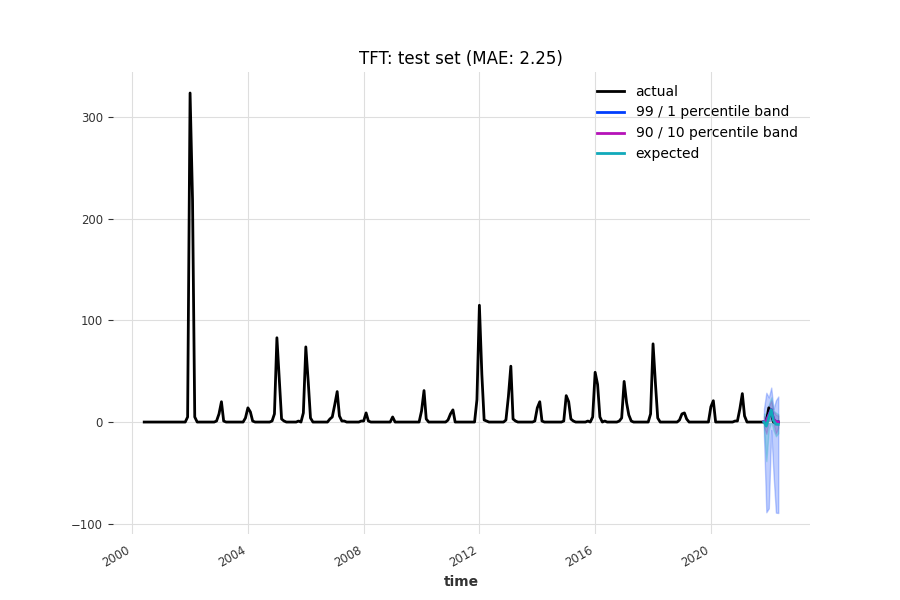 TFT: test set (MAE: 2.25)
actual
99 / 1 percentile band
90 / 10 percentile band
expected
300
200
100
0
−100
2000
2004
2008
2012
2016
2020
time